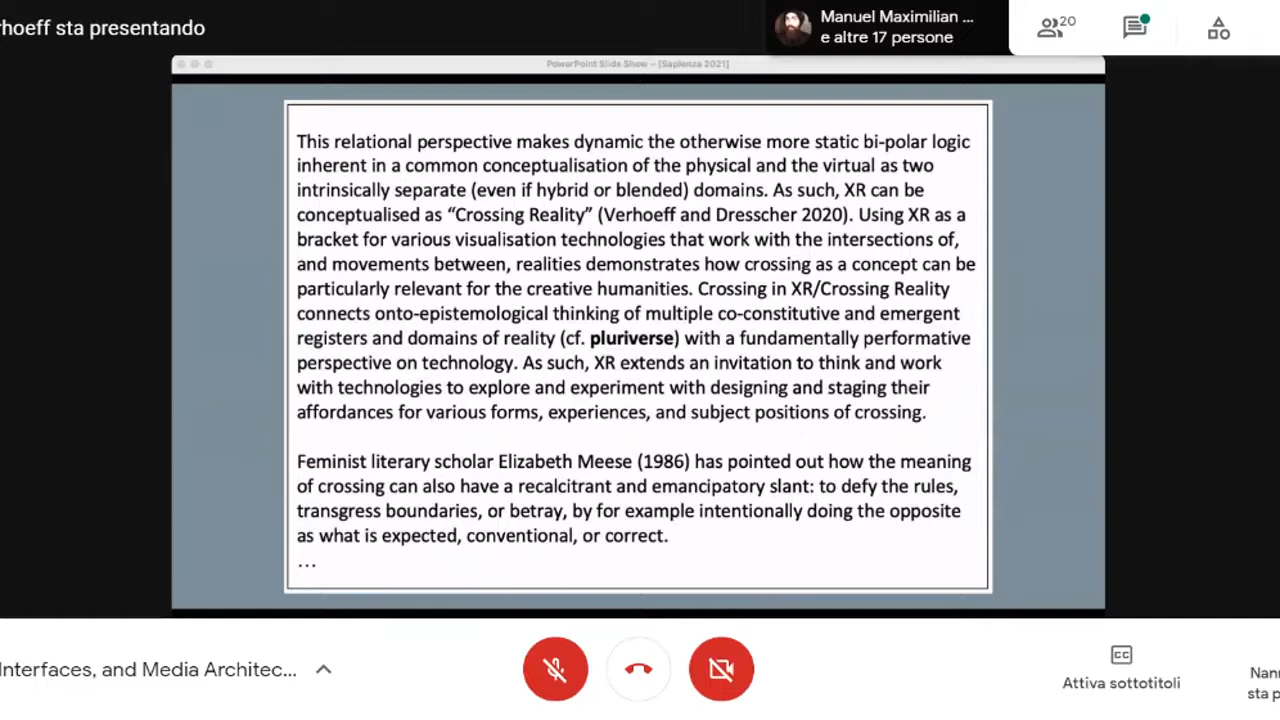 rhoeff sta presentando
Manuel Maximilian ...
e altre 17 persone
20
PowerPoint Slide Show – [Sapienza 2021]
This relational perspective makes dynamic the otherwise more static bi-polar logic
inherent in a common conceptualisation of the physical and the virtual as two
intrinsically separate (even if hybrid or blended) domains. As such, XR can be
conceptualised as “Crossing Reality” (Verhoeff and Dresscher 2020). Using XR as a
bracket for various visualisation technologies that work with the intersections of,
and movements between, realities demonstrates how crossing as a concept can be
particularly relevant for the creative humanities. Crossing in XR/Crossing Reality
connects onto-epistemological thinking of multiple co-constitutive and emergent
registers and domains of reality (cf. pluriverse) with a fundamentally performative
perspective on technology. As such, XR extends an invitation to think and work
with technologies to explore and experiment with designing and staging their
affordances for various forms, experiences, and subject positions of crossing.
Feminist literary scholar Elizabeth Meese (1986) has pointed out how the meaning
of crossing can also have a recalcitrant and emancipatory slant: to defy the rules,
transgress boundaries, or betray, by for example intentionally doing the opposite
as what is expected, conventional, or correct.
...
Interfaces, and Media Architec...
CC
Attiva sottotitoli
Nann
sta p